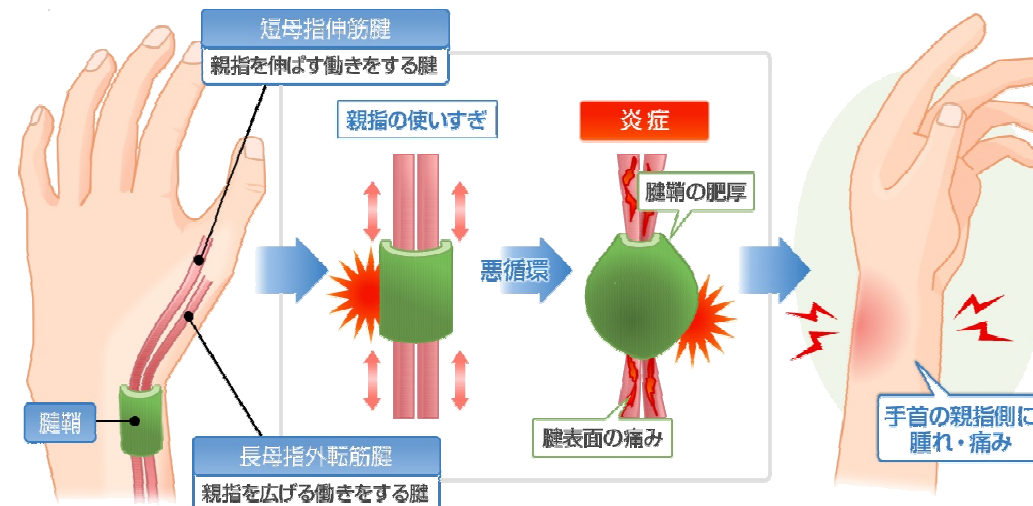 短母指伸筋腱
親指を伸ばす働きをする腱
親指の使いすぎ
炎症
腱鞘の肥厚
悪循環
腱鞘
腱表面の痛み
長母指外転筋腱
親指を広げる働きをする腱
手首の親指側に
腫れ・痛み